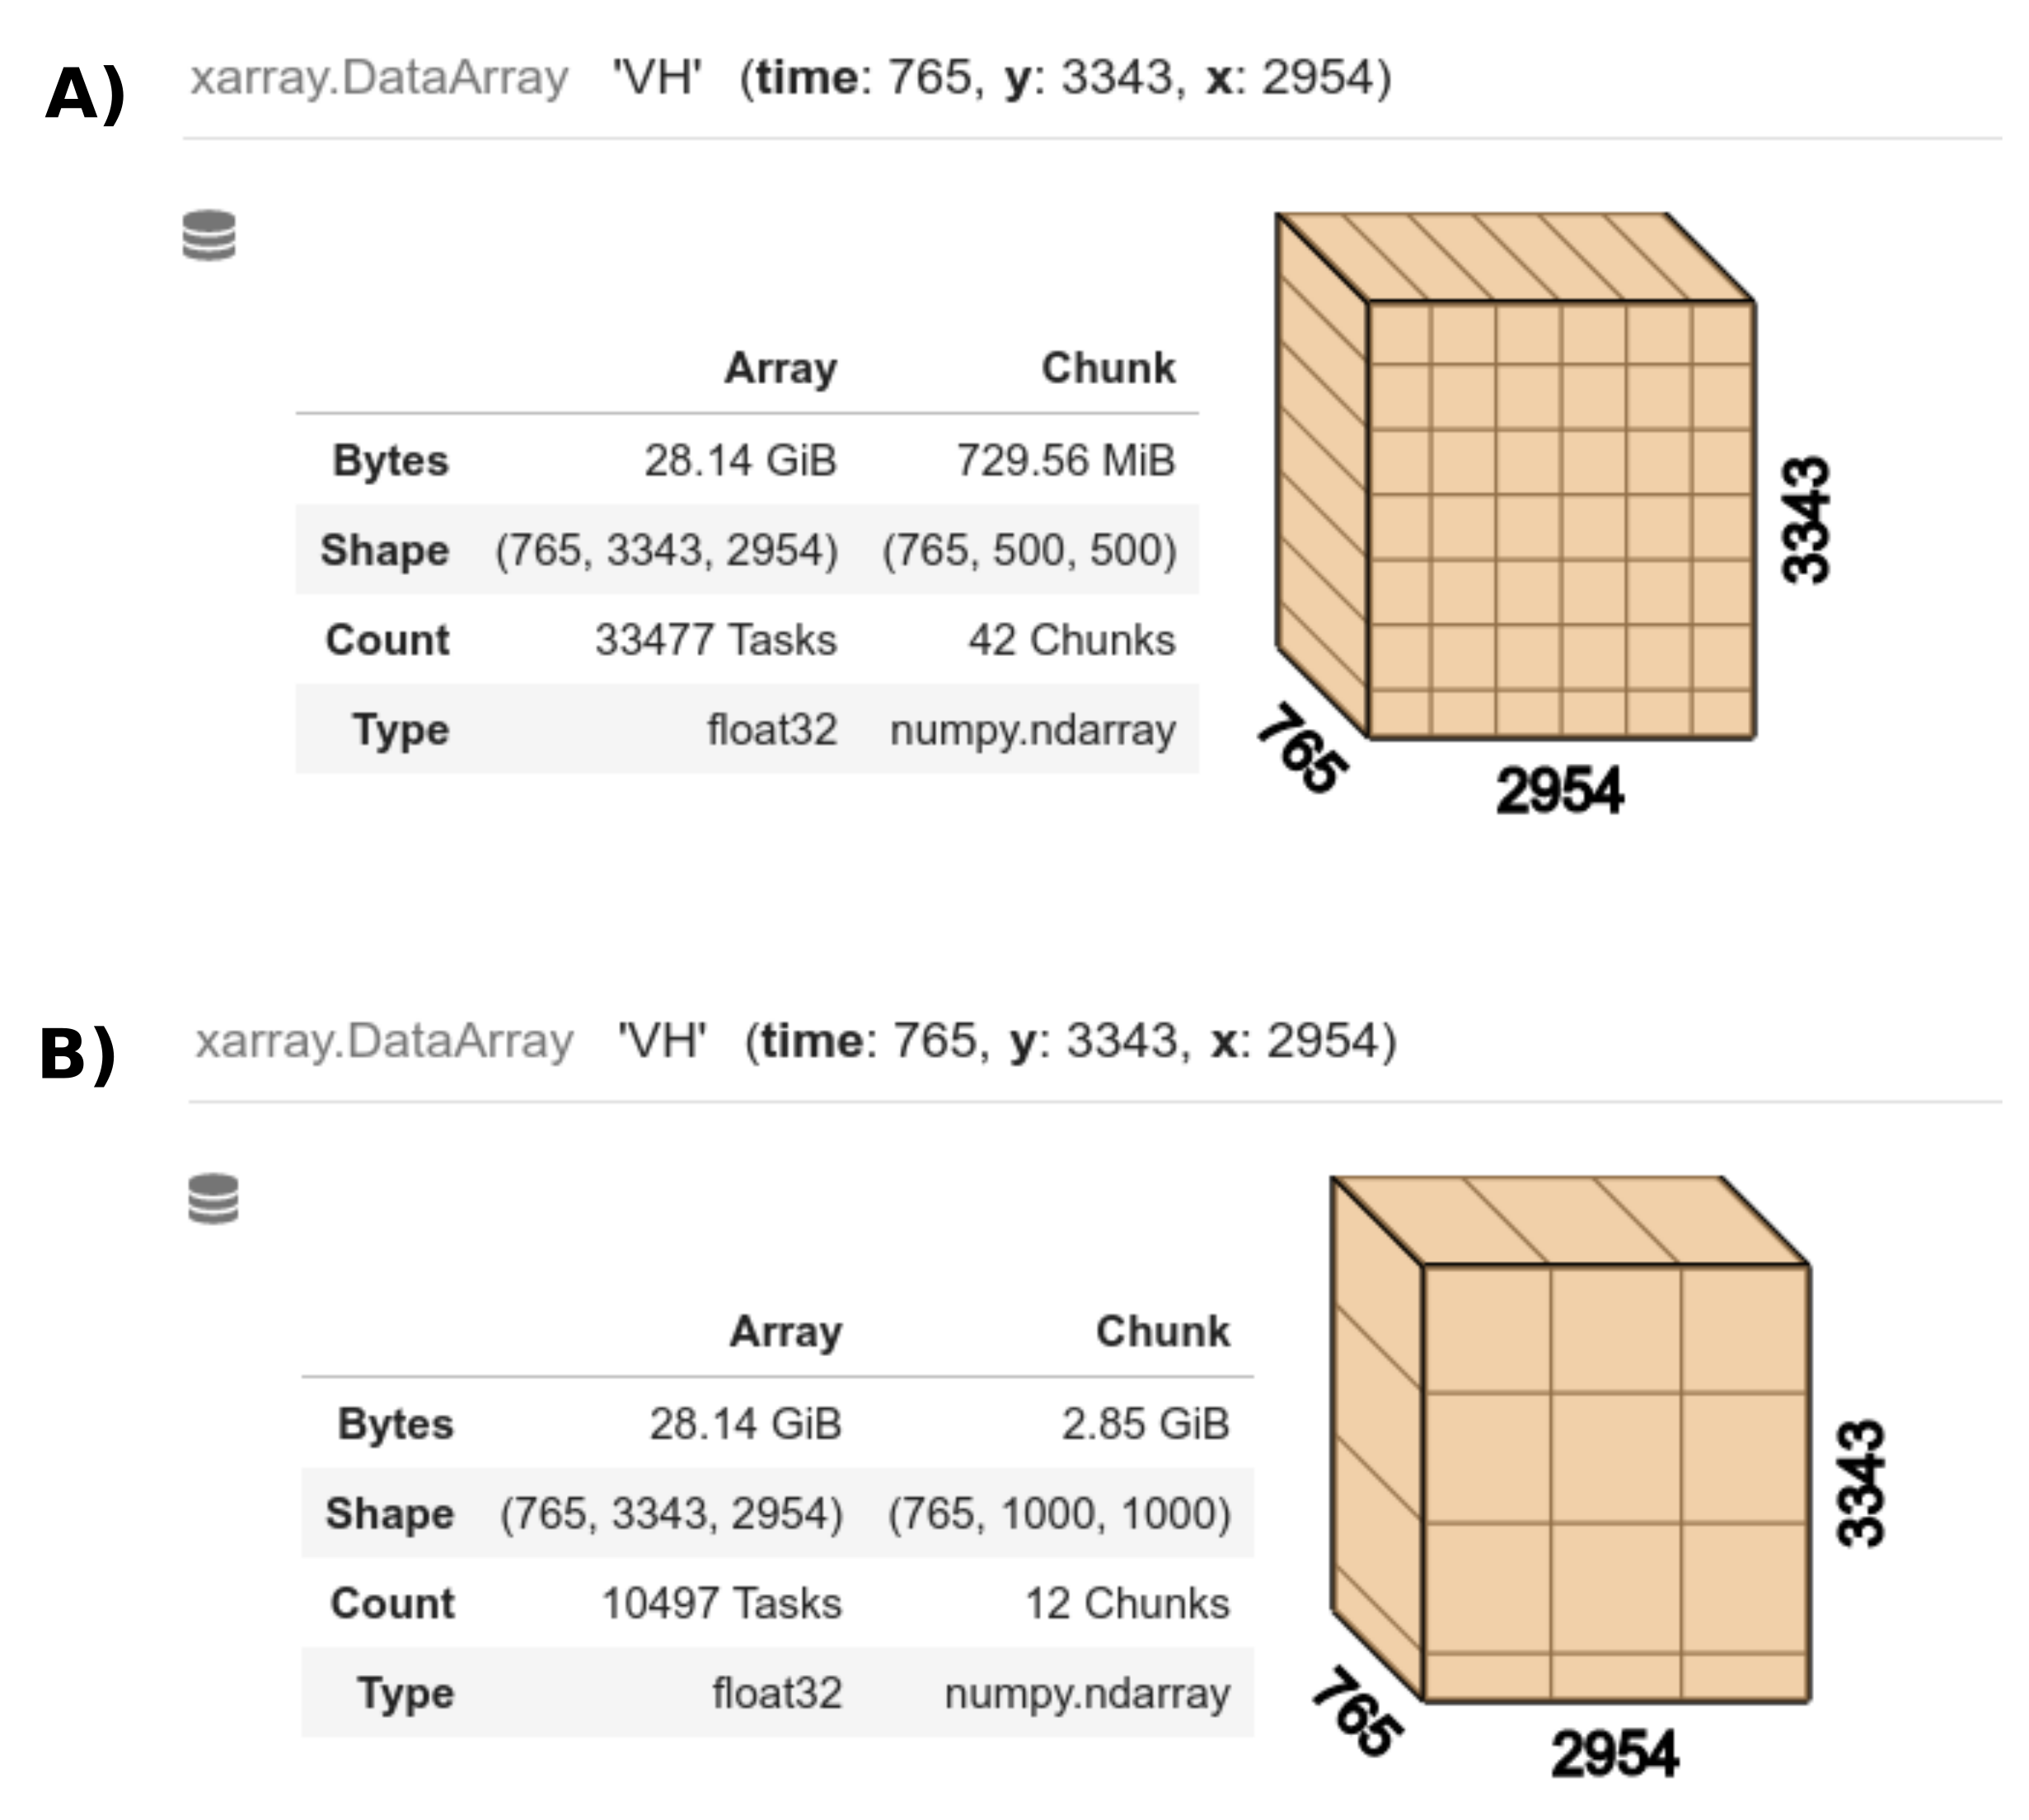 A)
xarray.DataArray 'VH' (time: 765, y: 3343, x: 2954)
Array Chunk
Bytes 28.14 GiB 729.56 MiB
Shape (765, 3343, 2954) (765, 500, 500)
Count 33477 Tasks 42 Chunks
Type float32 numpy.ndarray
3343
765
2954
B)
xarray.DataArray 'VH' (time: 765, y: 3343, x: 2954)
Array Chunk
Bytes 28.14 GiB 2.85 GiB
Shape (765, 3343, 2954) (765, 1000, 1000)
Count 10497 Tasks 12 Chunks
Type float32 numpy.ndarray
3343
765
2954